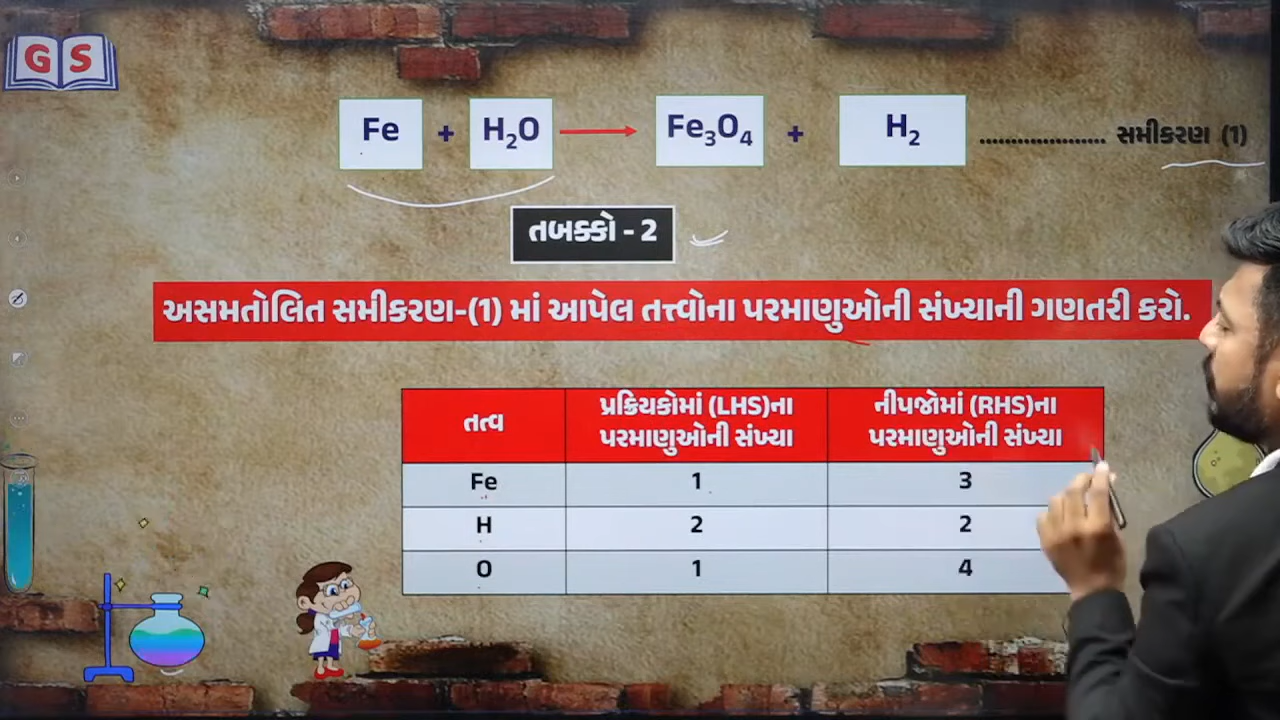 G S
Fe + H₂O → Fe₃O₄ + H₂ .................... સમીકરણ (1)
તબક્કો - 2
અસમતોલિત સમીકરણ-(1) માં આપેલ તત્ત્વોના પરમાણુઓની સંખ્યાની ગણતરી કરો.
તત્વ
પ્રક્રિયકોમાં (LHS)ના
પરમાણુઓની સંખ્યા
નીપજોમાં (RHS)ના
પરમાણુઓની સંખ્યા
Fe 1 3
H 2 2
O 1 4